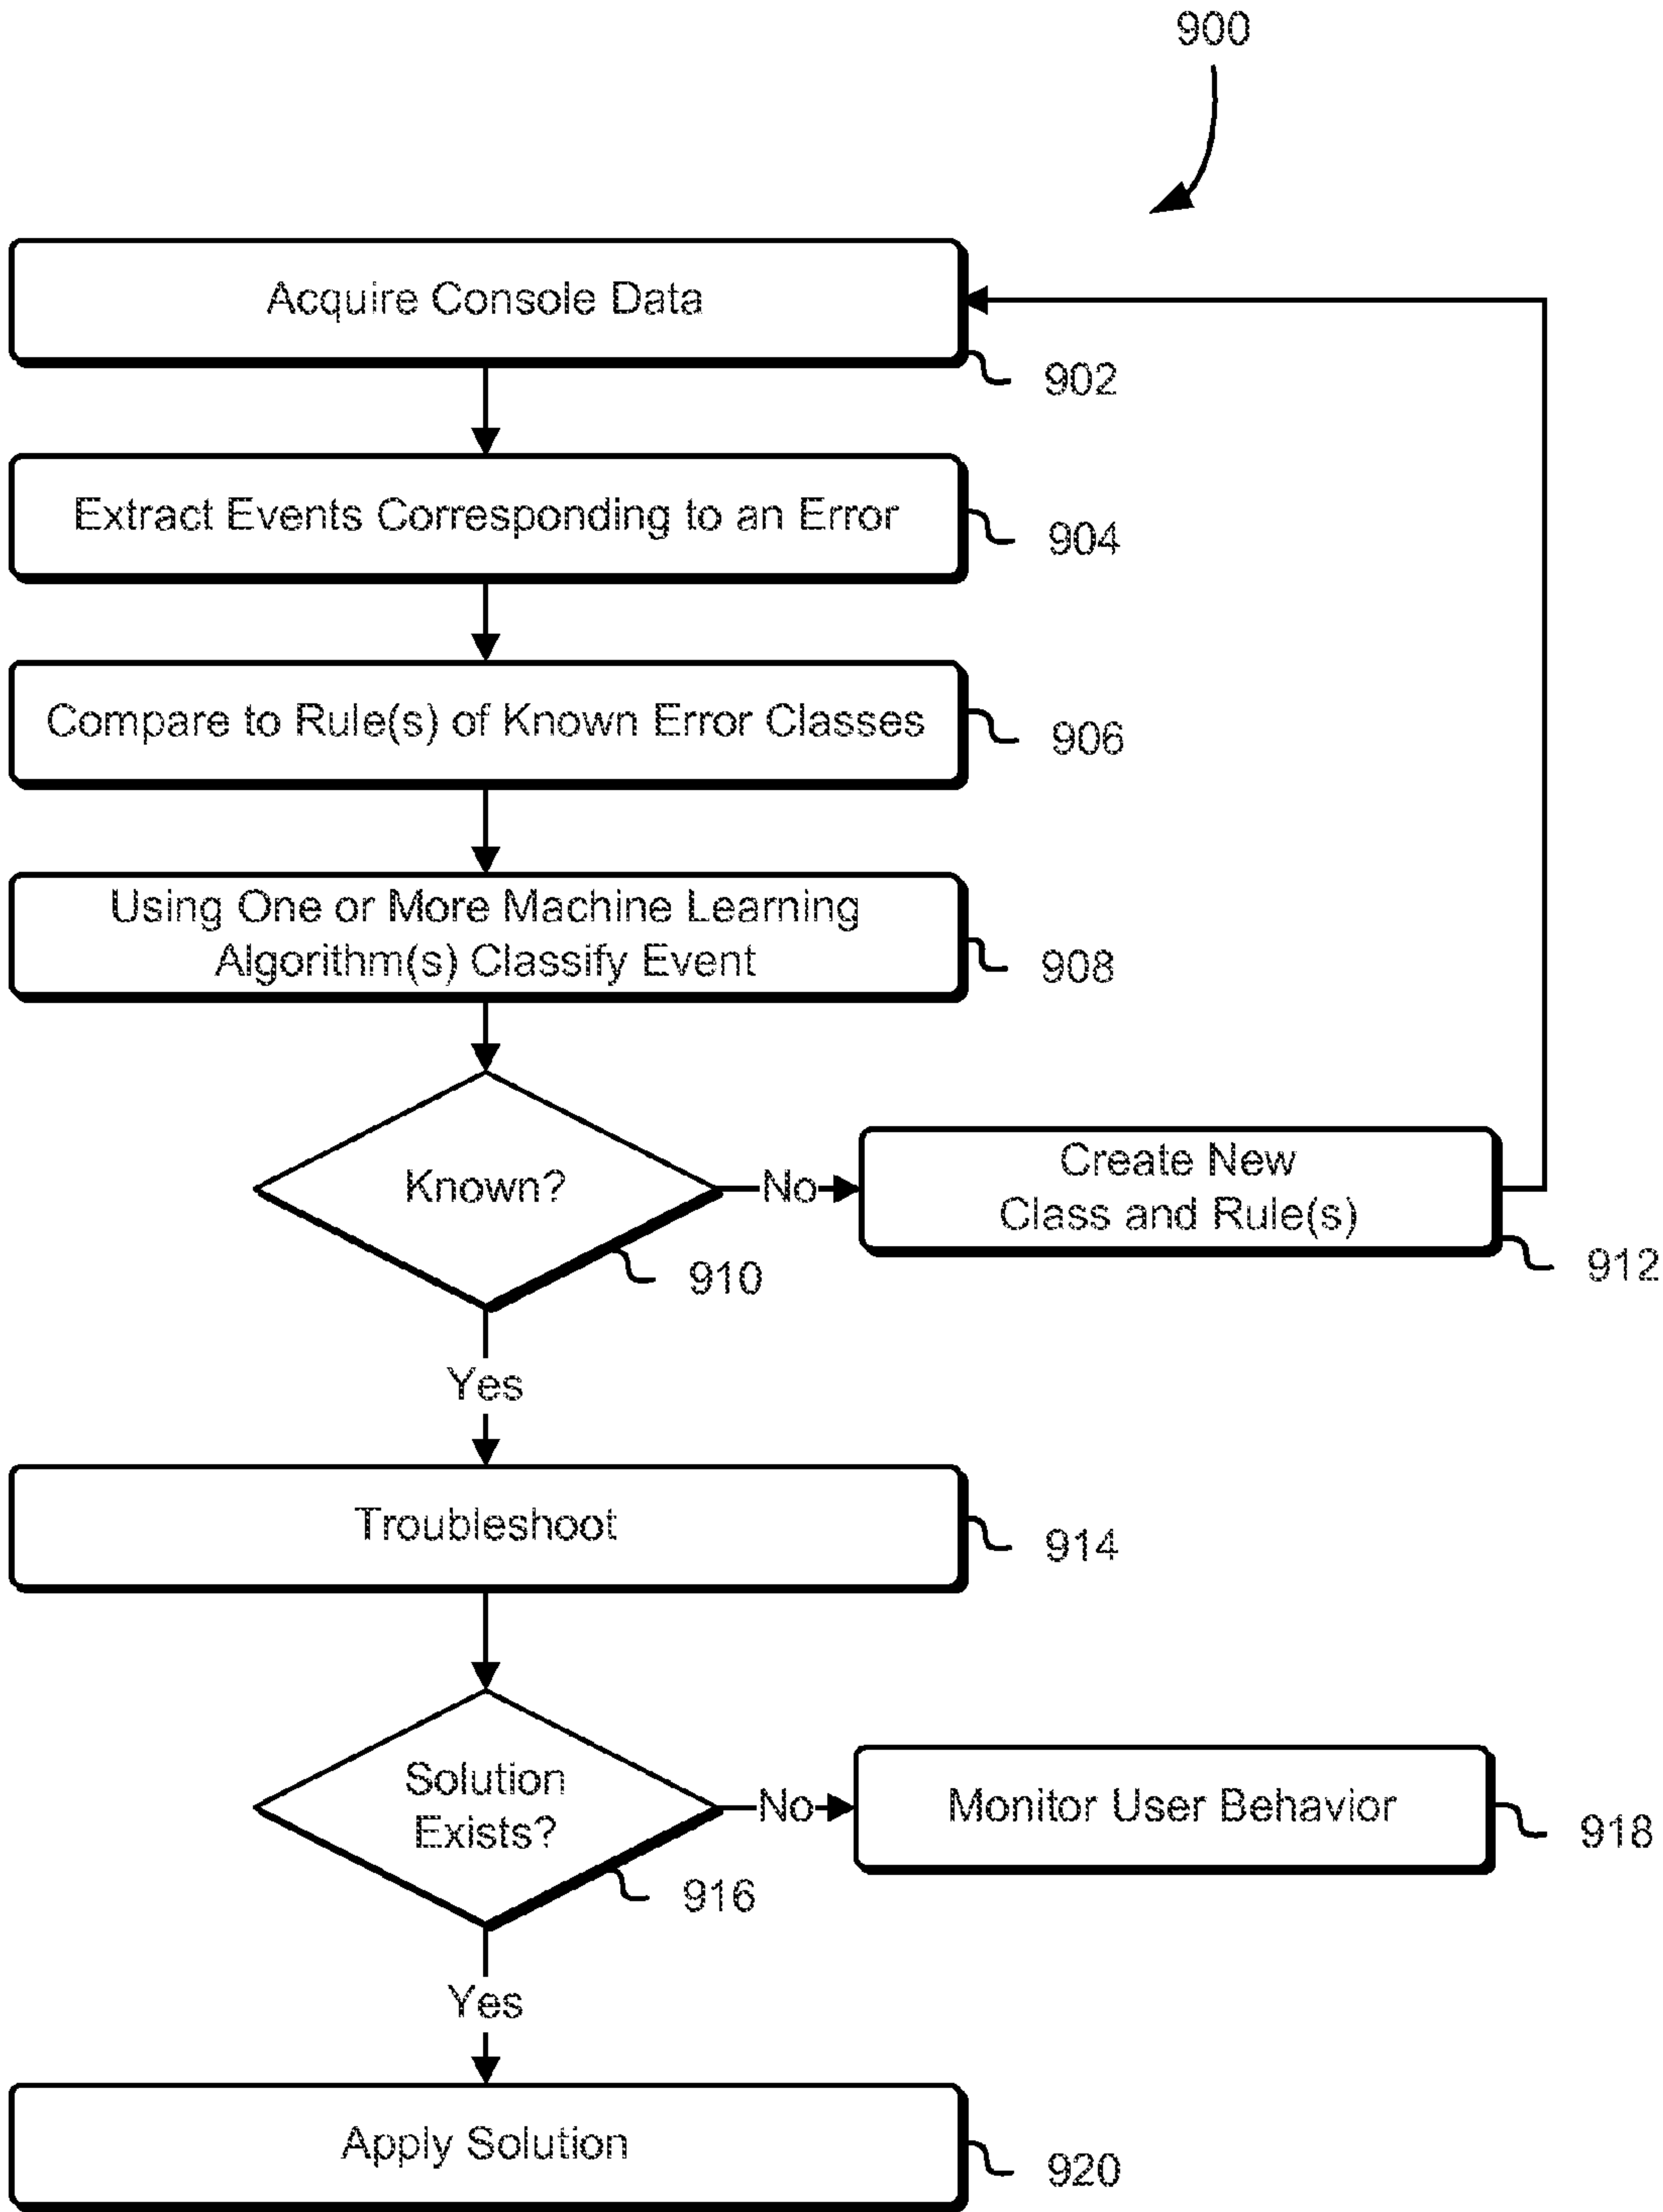 900
Acquire Console Data
902
Extract Events Corresponding to an Error
904
Compare to Rule(s) of Known Error Classes
906
Using One or More Machine Learning
Algorithm(s) Classify Event
908
Known?
No
Create New
Class and Rule(s)
910
912
Yes
Troubleshoot
914
Solution
Exists?
No
Monitor User Behavior
916
918
Yes
Apply Solution
920